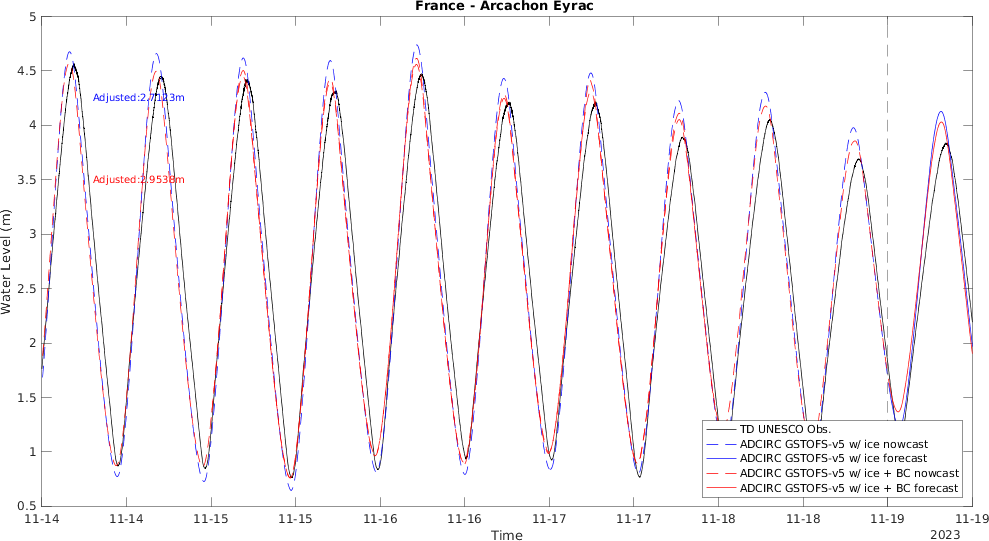 France - Arcachon Eyrac
5
4.5
4
3.5
3
2.5
2
1.5
1
0.5
Water Level (m)
Adjusted:2.7123m
Adjusted:2.9538m
TD UNESCO Obs.
ADCIRC GSTOFS-v5 w/ ice nowcast
ADCIRC GSTOFS-v5 w/ ice forecast
ADCIRC GSTOFS-v5 w/ ice + BC nowcast
ADCIRC GSTOFS-v5 w/ ice + BC forecast
11-14 11-14 11-15 11-15 11-16 11-16 11-17 11-17 11-18 11-18 11-19 11-19
Time
2023